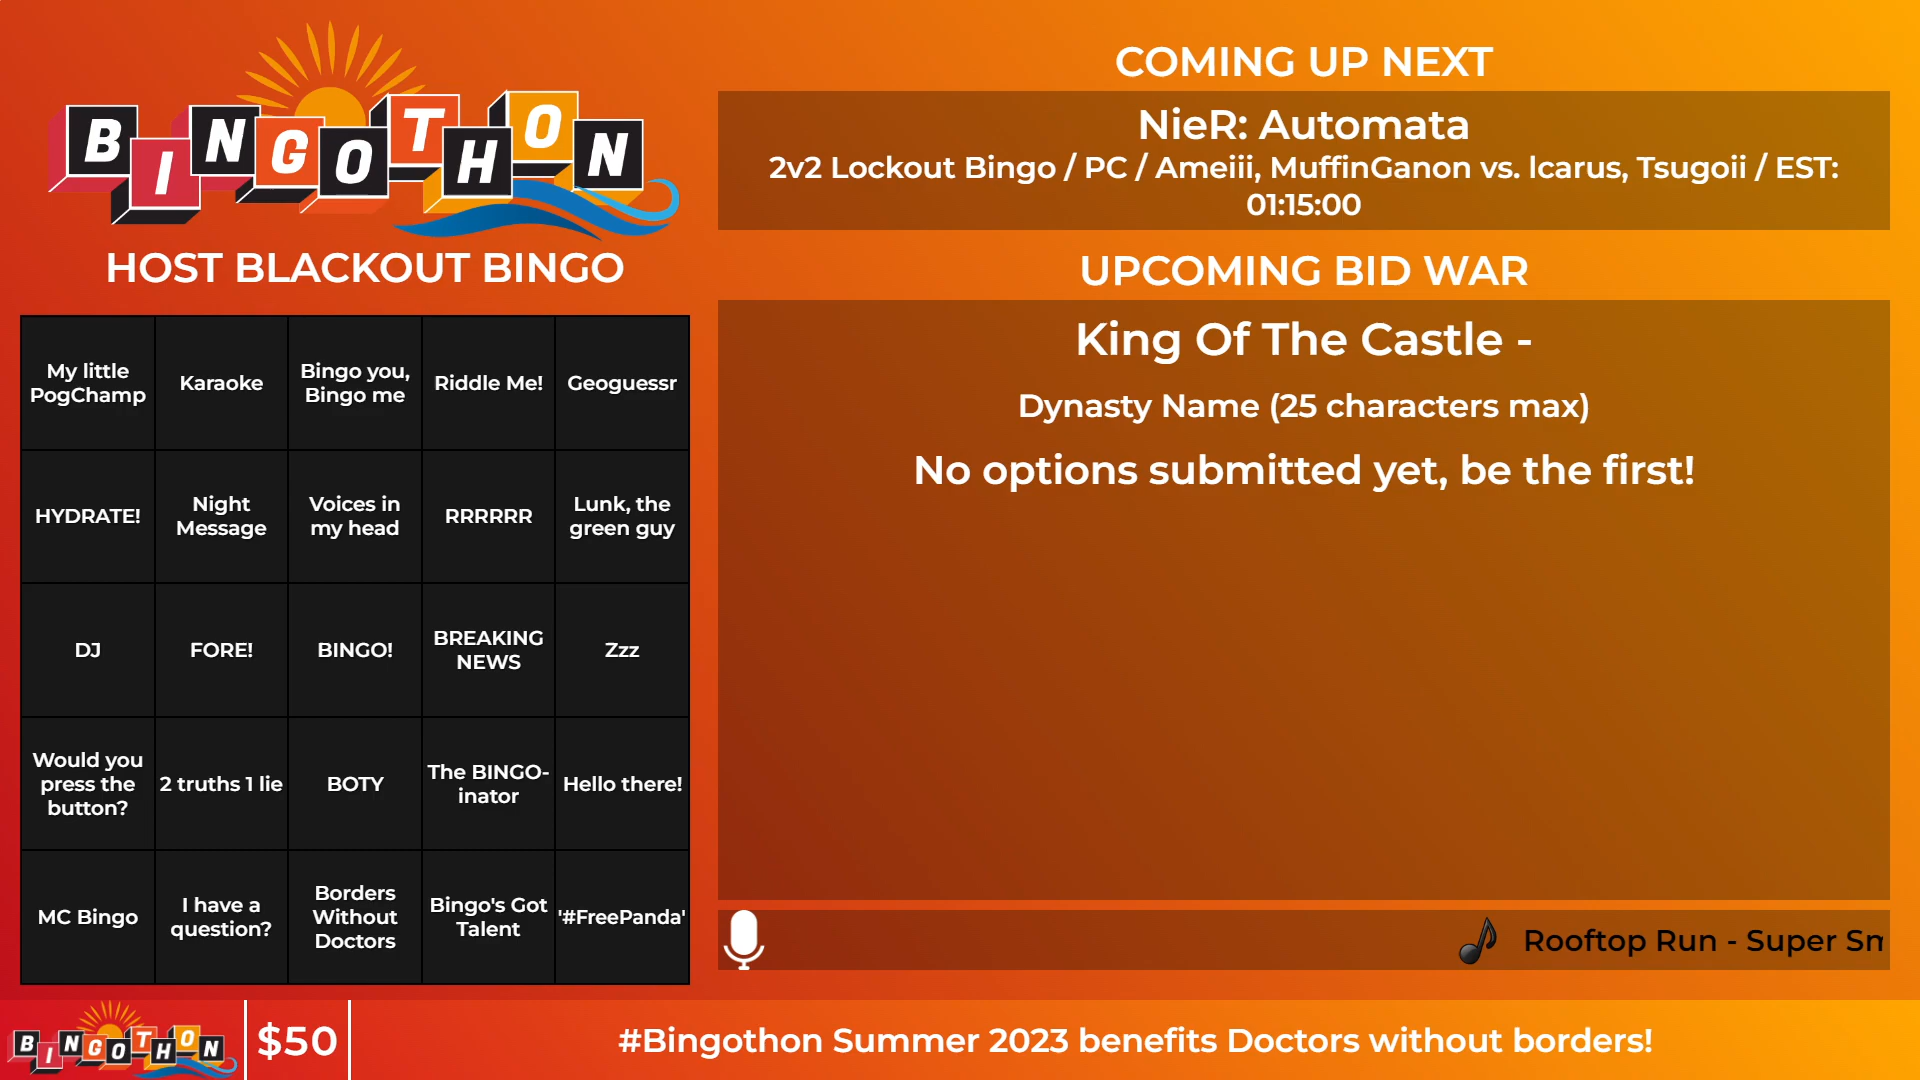 BINGOTHON
HOST BLACKOUT BINGO
My little
PogChamp
Karaoke
Bingo you,
Bingo me
Riddle Me!
Geoguessr
HYDRATE!
Night
Message
Voices in
my head
RRRRRR
Lunk, the
green guy
DJ
FORE!
BINGO!
BREAKING
NEWS
Zzz
Would you
press the
button?
2 truths 1 lie
BOTY
The BINGO-
inator
Hello there!
MC Bingo
I have a
question?
Borders
Without
Doctors
Bingo's Got
Talent
'#FreePanda'
COMING UP NEXT
NieR: Automata
2v2 Lockout Bingo / PC / Ameiii, MuffinGanon vs. lcarus, Tsugoii / EST:
01:15:00
UPCOMING BID WAR
King Of The Castle -
Dynasty Name (25 characters max)
No options submitted yet, be the first!
Rooftop Run - Super
BINGOTHON
$50
#Bingothon Summer 2023 benefits Doctors without borders!